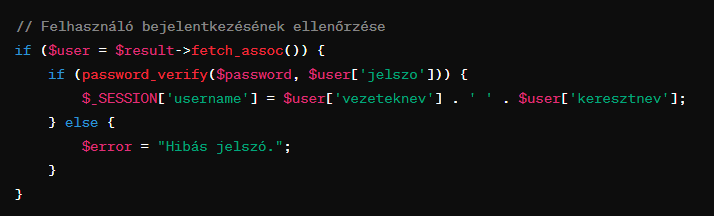 // Felhasználó bejelentkezésének ellenőrzése
if ($user = $result->fetch_assoc()) {
    if (password_verify($password, $user['jelszo'])) {
        $_SESSION['username'] = $user['vezeteknev'] . ' ' . $user['keresztnev'];
    } else {
        $error = "Hibás jelszó.";
    }
}